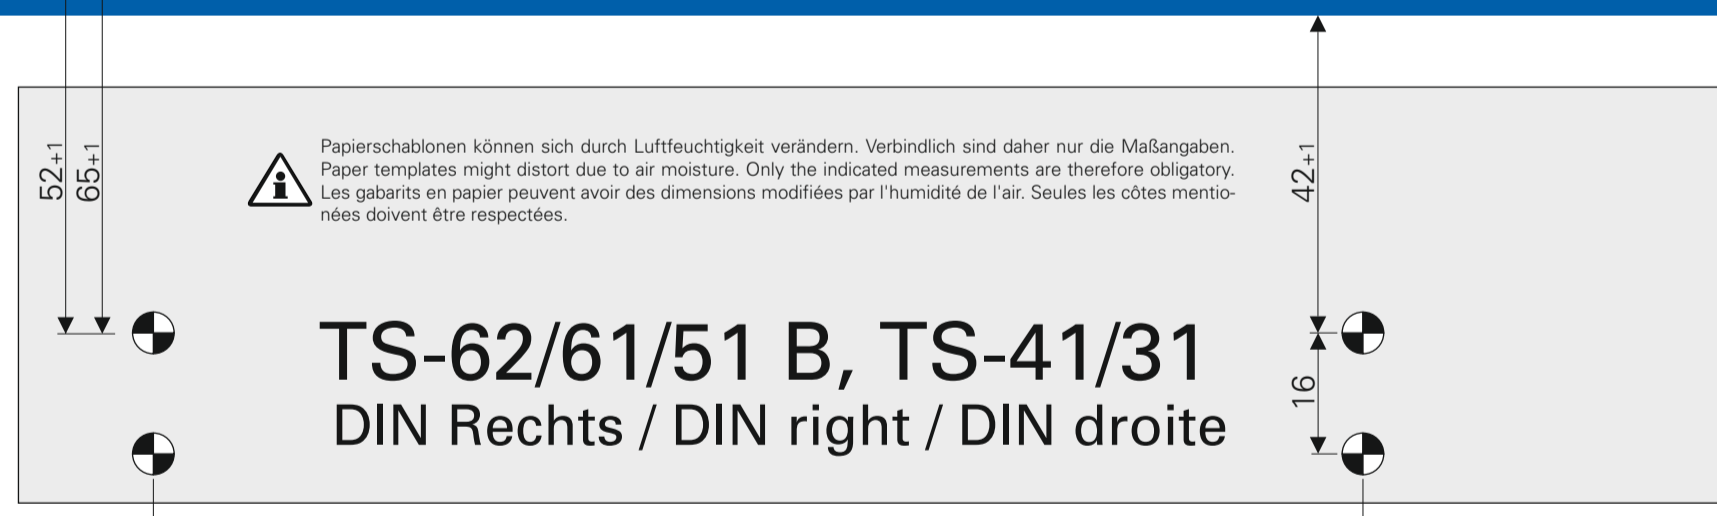 52+1
65+1
Papierschablonen können sich durch Luftfeuchtigkeit verändern. Verbindlich sind daher nur die Maßangaben.
Paper templates might distort due to air moisture. Only the indicated measurements are therefore obligatory.
Les gabarits en papier peuvent avoir des dimensions modifiées par l'humidité de l'air. Seules les côtes mentio-
nées doivent être respectées.
42+1
TS-62/61/51 B, TS-41/31
DIN Rechts / DIN right / DIN droite
16